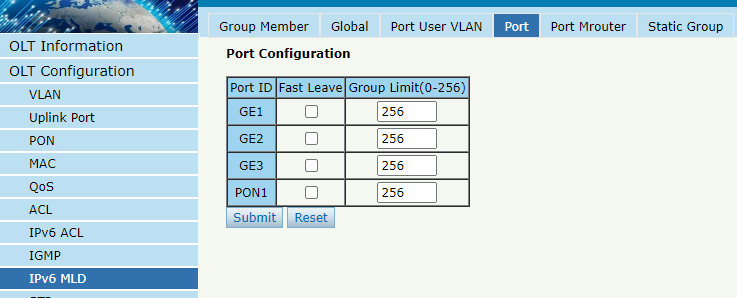 Group Member Global Port User VLAN Port Port Mrouter Static Group
OLT Information
OLT Configuration
VLAN
Uplink Port
PON
MAC
QoS
ACL
IPv6 ACL
IGMP
IPv6 MLD
Port Configuration
Port ID Fast Leave Group Limit(0-256)
GE1 256
GE2 256
GE3 256
PON1 256
Submit Reset